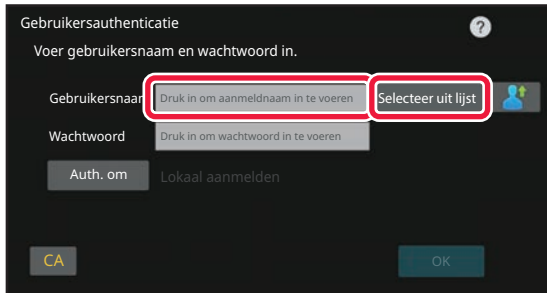 Gebruikersauthenticatie ?
Voer gebruikersnaam en wachtwoord in.
Gebruikersnaar Druk in om aanmeldnaam in te voeren Selecteer uit lijst
Wachtwoord Druk in om wachtwoord in te voeren
Auth. om Lokaal aanmelden
CA OK